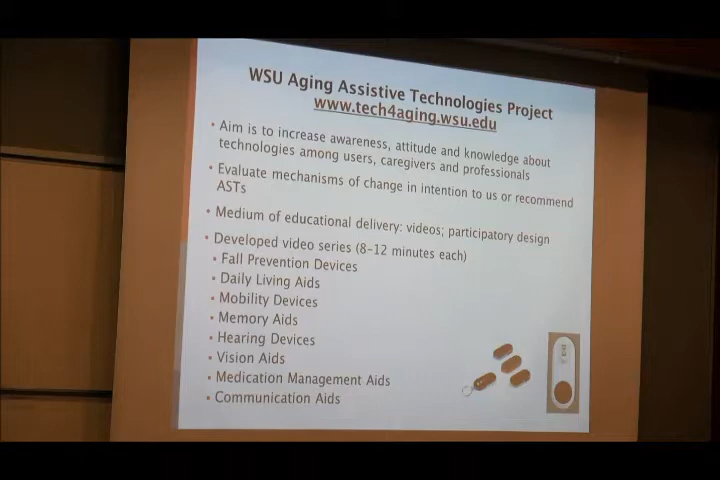 WSU Aging Assistive Technologies Project
www.tech4aging.wsu.edu
• Aim is to increase awareness, attitude and knowledge about
technologies among users, caregivers and professionals
• Evaluate mechanisms of change in intention to us or recommend
ASTs
• Medium of educational delivery: videos; participatory design
• Developed video series (8-12 minutes each)
• Fall Prevention Devices
• Daily Living Aids
• Mobility Devices
• Memory Aids
• Hearing Devices
• Vision Aids
• Medication Management Aids
• Communication Aids